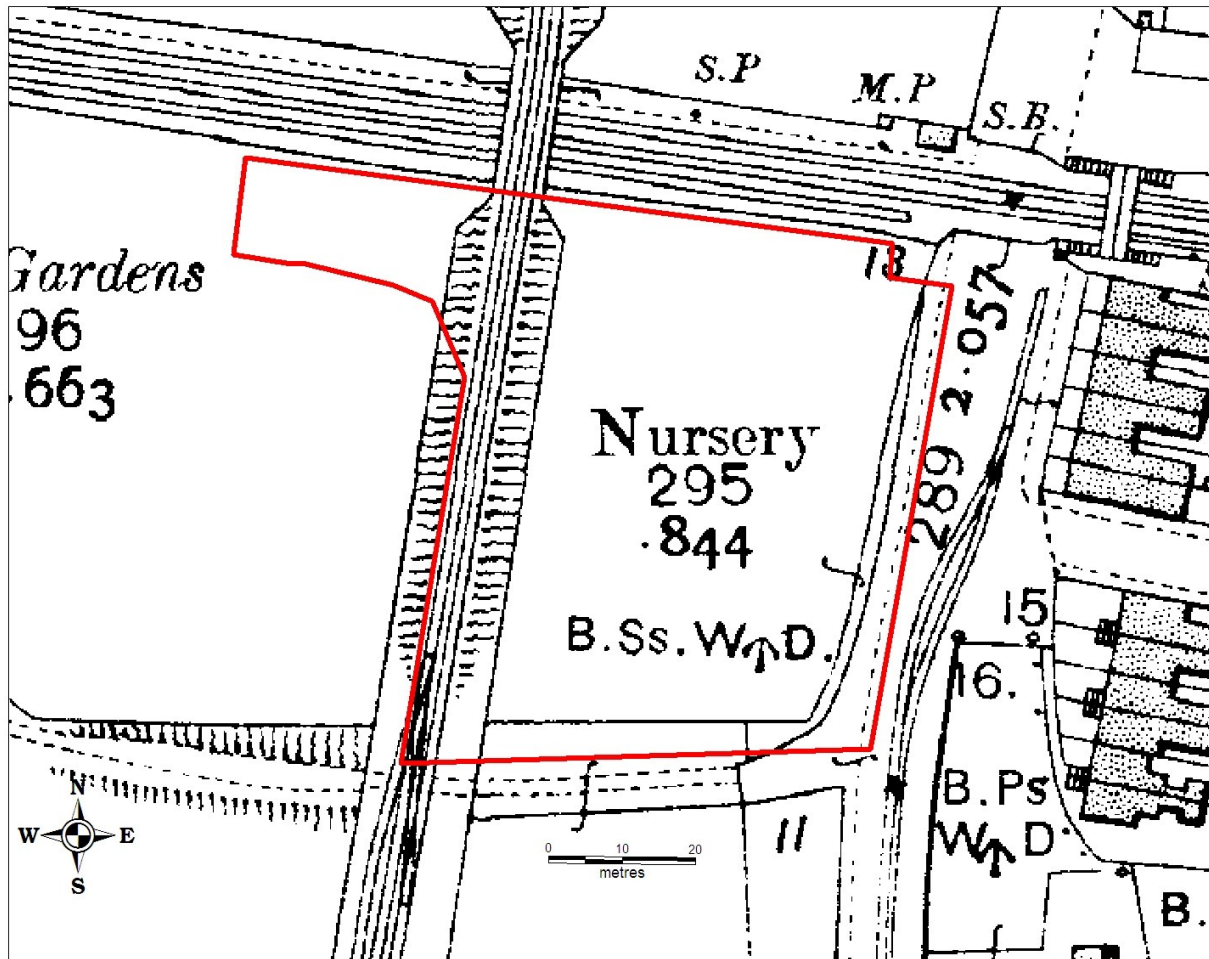 S.P
M.P
S.B.
Gardens
96
.663
13
289 2.057
Nursery
295
.844
B.Ss. W D.
15
16.
B.Ps
W D
11
B.
N
W E
S
0 10 20
metres